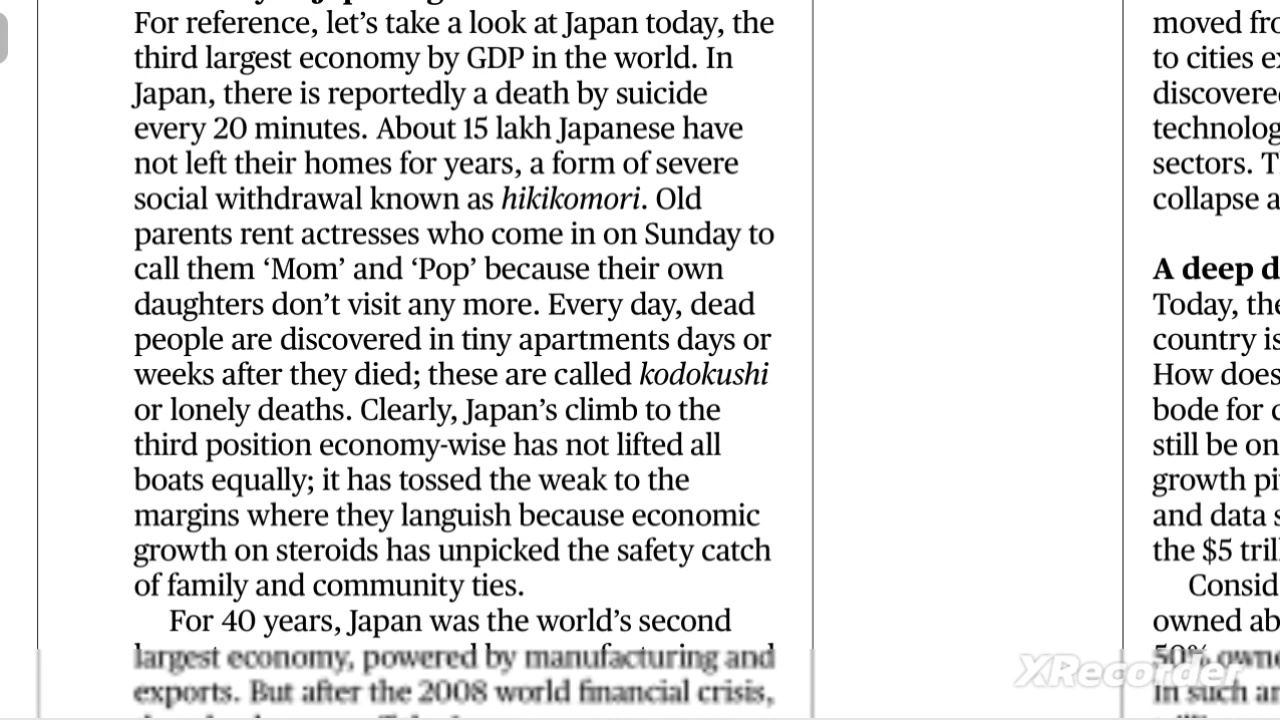 For reference, let’s take a look at Japan today, the
third largest economy by GDP in the world. In
Japan, there is reportedly a death by suicide
every 20 minutes. About 15 lakh Japanese have
not left their homes for years, a form of severe
social withdrawal known as hikikomori. Old
parents rent actresses who come in on Sunday to
call them ‘Mom’ and ‘Pop’ because their own
daughters don’t visit any more. Every day, dead
people are discovered in tiny apartments days or
weeks after they died; these are called kodokushi
or lonely deaths. Clearly, Japan’s climb to the
third position economy-wise has not lifted all
boats equally; it has tossed the weak to the
margins where they languish because economic
growth on steroids has unpicked the safety catch
of family and community ties.
For 40 years, Japan was the world’s second
largest economy, powered by manufacturing and
exports. But after the 2008 world financial crisis,
moved fro
to cities ex
discovere
technolog
sectors. T
collapse a
A deep d
Today, the
country is
How does
bode for c
still be on
growth pi
and data s
the $5 tril
Consid
owned ab
50% owne
In such an
XRecorder